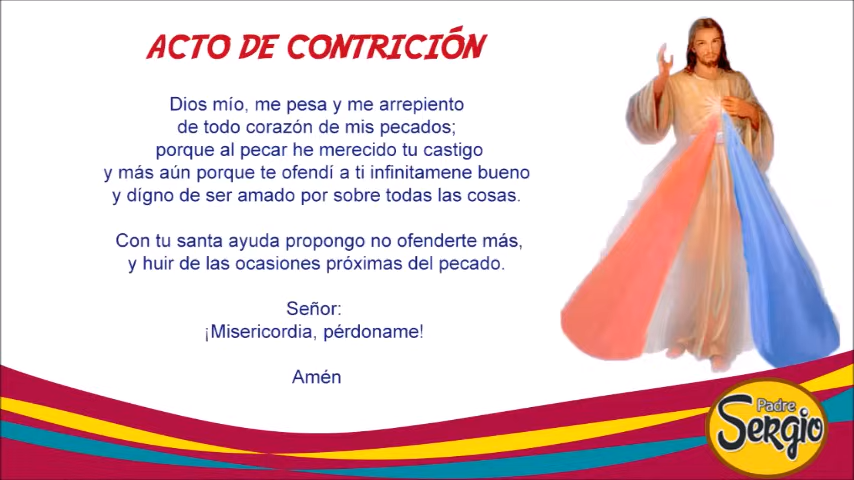 ACTO DE CONTRICIÓN
Dios mío, me pesa y me arrepiento
de todo corazón de mis pecados;
porque al pecar he merecido tu castigo
y más aún porque te ofendí a ti infinitamene bueno
y dígno de ser amado por sobre todas las cosas.
Con tu santa ayuda propongo no ofenderte más,
y huir de las ocasiones próximas del pecado.
Señor:
¡Misericordia, pérdoname!
Amén
Padre
Sergio